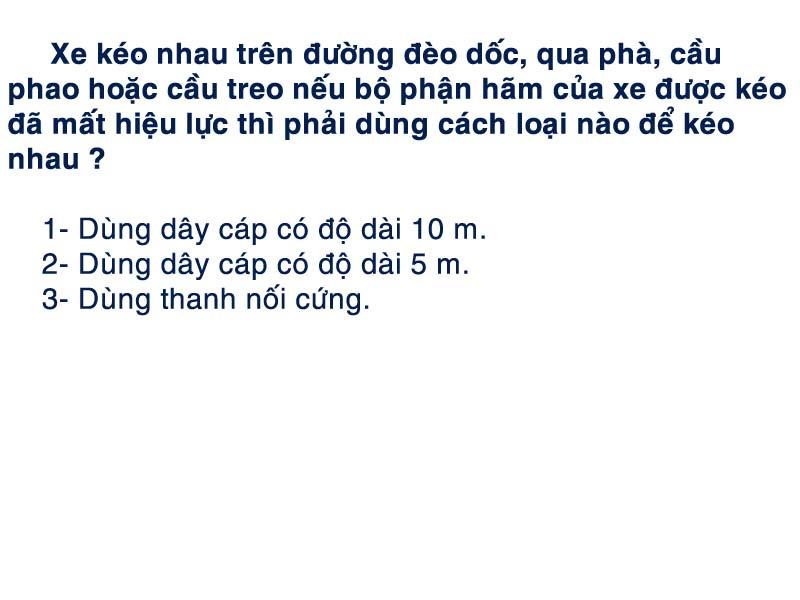 Xe kéo nhau trên đường đèo dốc, qua phà, cầu
phao hoặc cầu treo nếu bộ phận hãm của xe được kéo
đã mất hiệu lực thì phải dùng cách loại nào để kéo
nhau ?
1- Dùng dây cáp có độ dài 10 m.
2- Dùng dây cáp có độ dài 5 m.
3- Dùng thanh nối cứng.